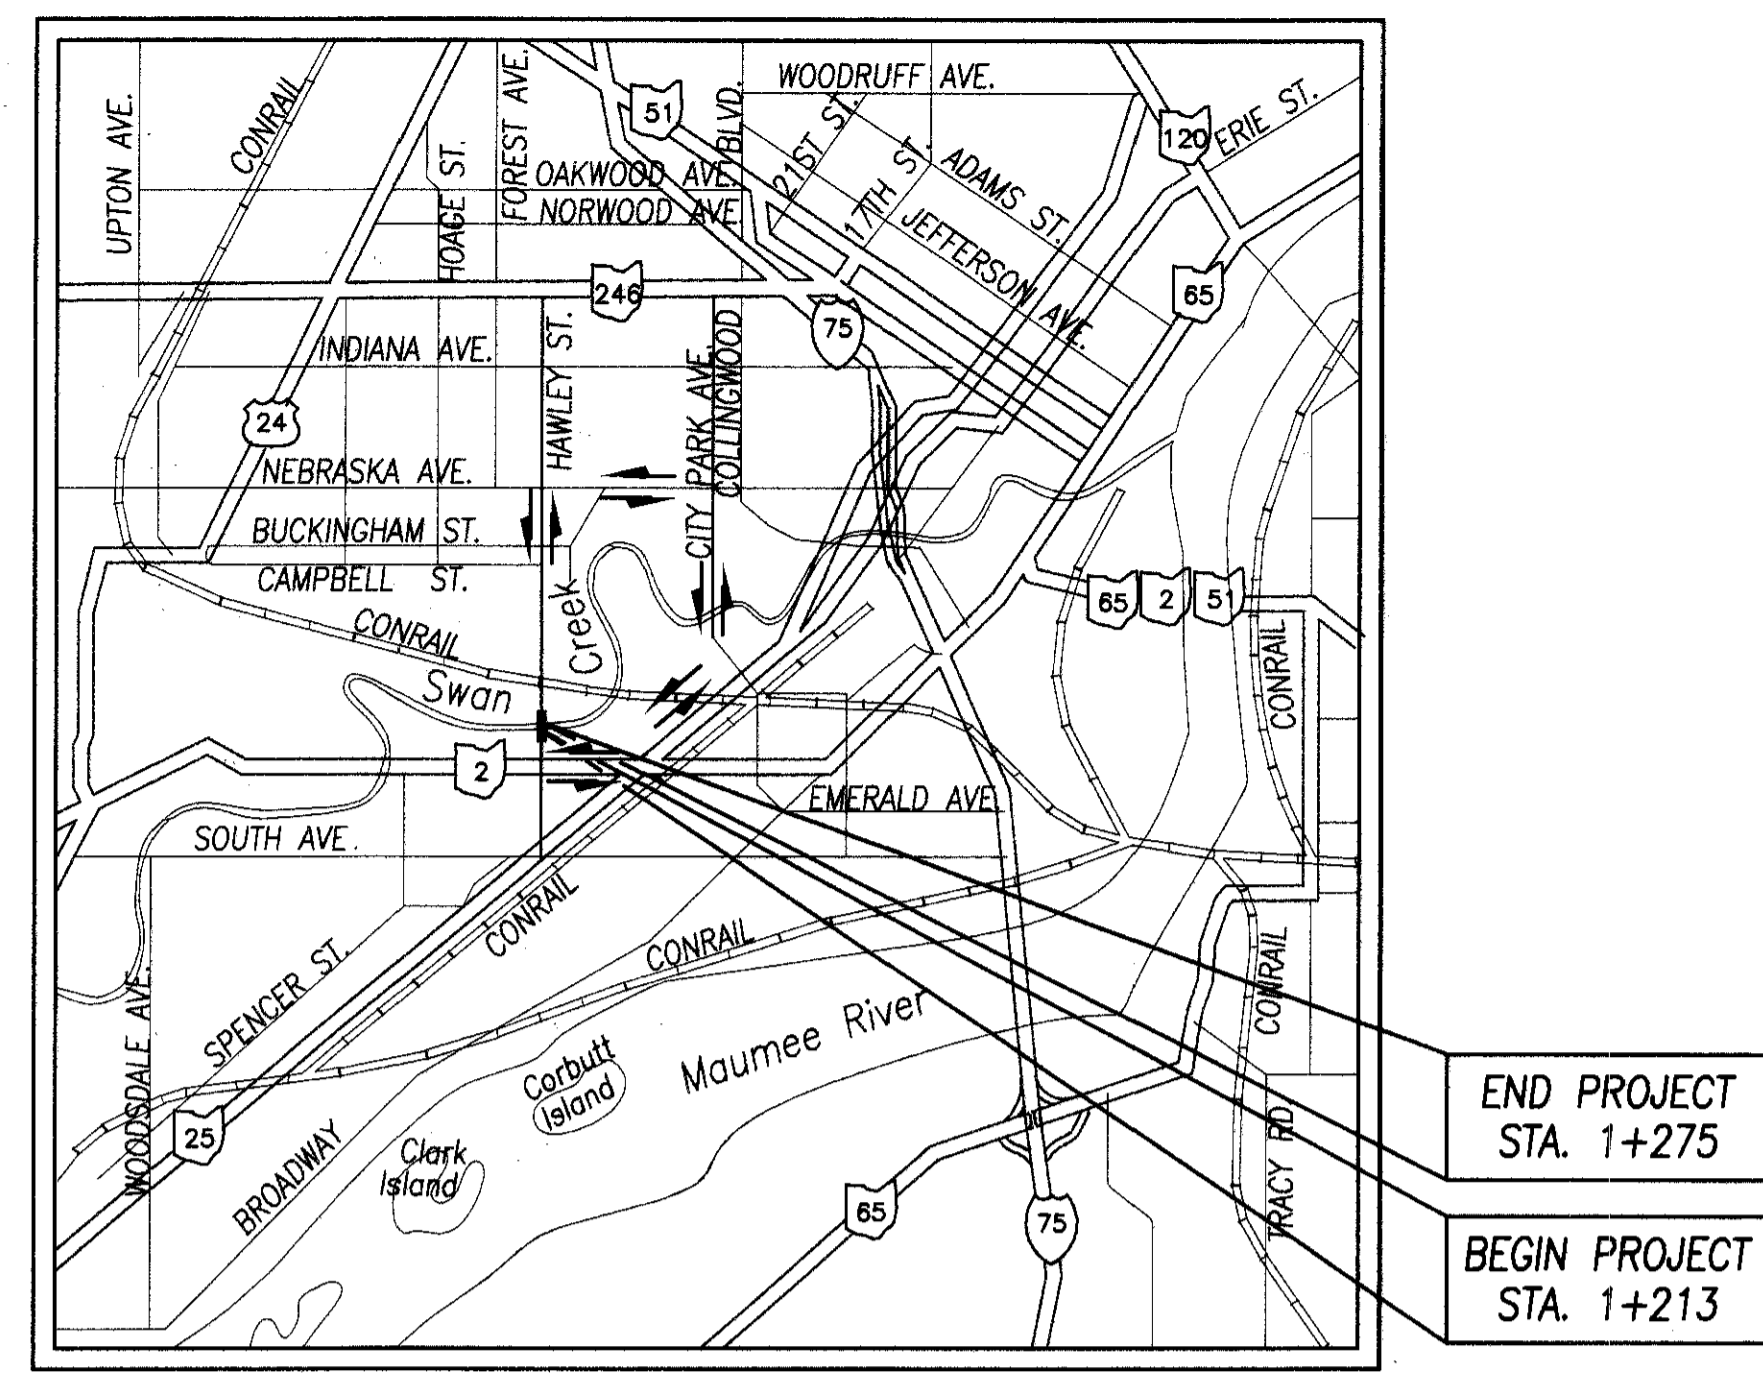 WOODRUFF AVE.
51
120
ERIE ST.
UPTON AVE.
CONRAIL
HOAGE ST.
FOREST AVE.
BLVD.
21ST ST.
17TH ST.
ADAMS ST.
OAKWOOD AVE.
NORWOOD AVE
JEFFERSON AVE.
246
65
75
INDIANA AVE.
HAWLEY ST.
CITY PARK AVE.
COLLINGWOOD
24
NEBRASKA AVE.
BUCKINGHAM ST.
CAMPBELL ST.
CONRAIL
Swan Creek
65
2
51
CONRAIL
2
EMERALD AVE.
SOUTH AVE.
CONRAIL
CONRAIL
WOODSDALE AVE.
SPENCER ST.
CONRAIL
Maumee River
Corbutt
Island
25
BROADWAY
Clark
Island
65
75
TRACY RD
END PROJECT
STA. 1+275
BEGIN PROJECT
STA. 1+213